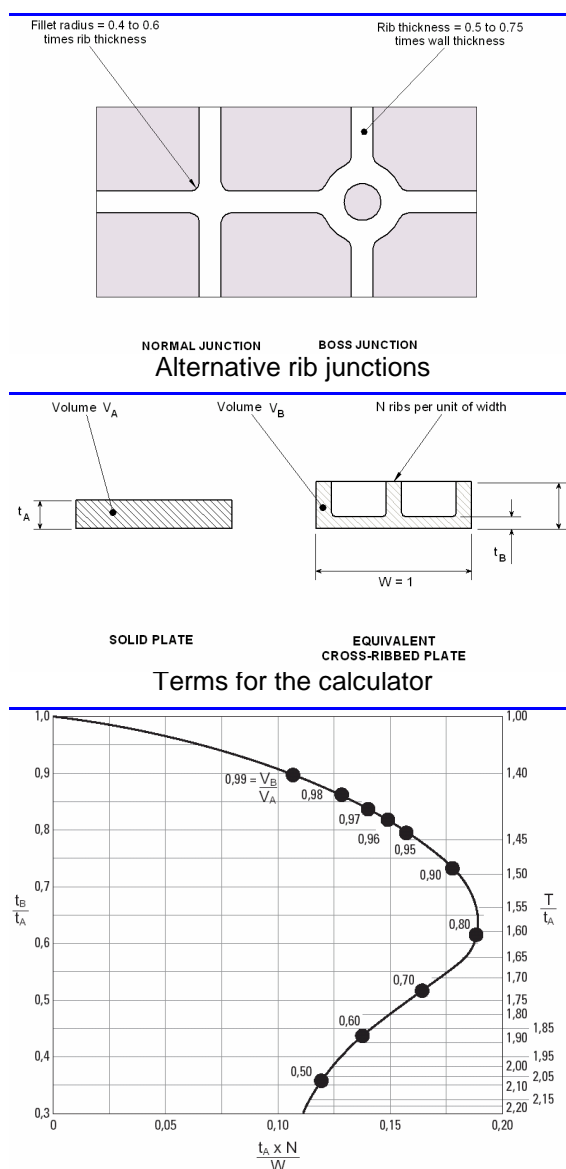 Fillet radius = 0.4 to 0.6
times rib thickness
Rib thickness = 0.5 to 0.75
times wall thickness
NORMAL JUNCTION
BOSS JUNCTION
Alternative rib junctions
Volume V_A
Volume V_B
N ribs per unit of width
t_A
t_B
W = 1
SOLID PLATE
EQUIVALENT
CROSS-RIBBED PLATE
Terms for the calculator
1,0
0,9
0,8
0,7
0,6
0,5
0,4
0,3
t_B
t_A
0,99 = V_B
V_A
0,98
0,97
0,96
0,95
0,90
0,80
0,70
0,60
0,50
1,00
1,40
1,45
1,50
1,55
1,60
1,65
1,70
1,75
1,80
1,85
1,90
1,95
2,00
2,05
2,10
2,15
2,20
T
t_A
0
0,05
0,10
0,15
0,20
t_A x N
W